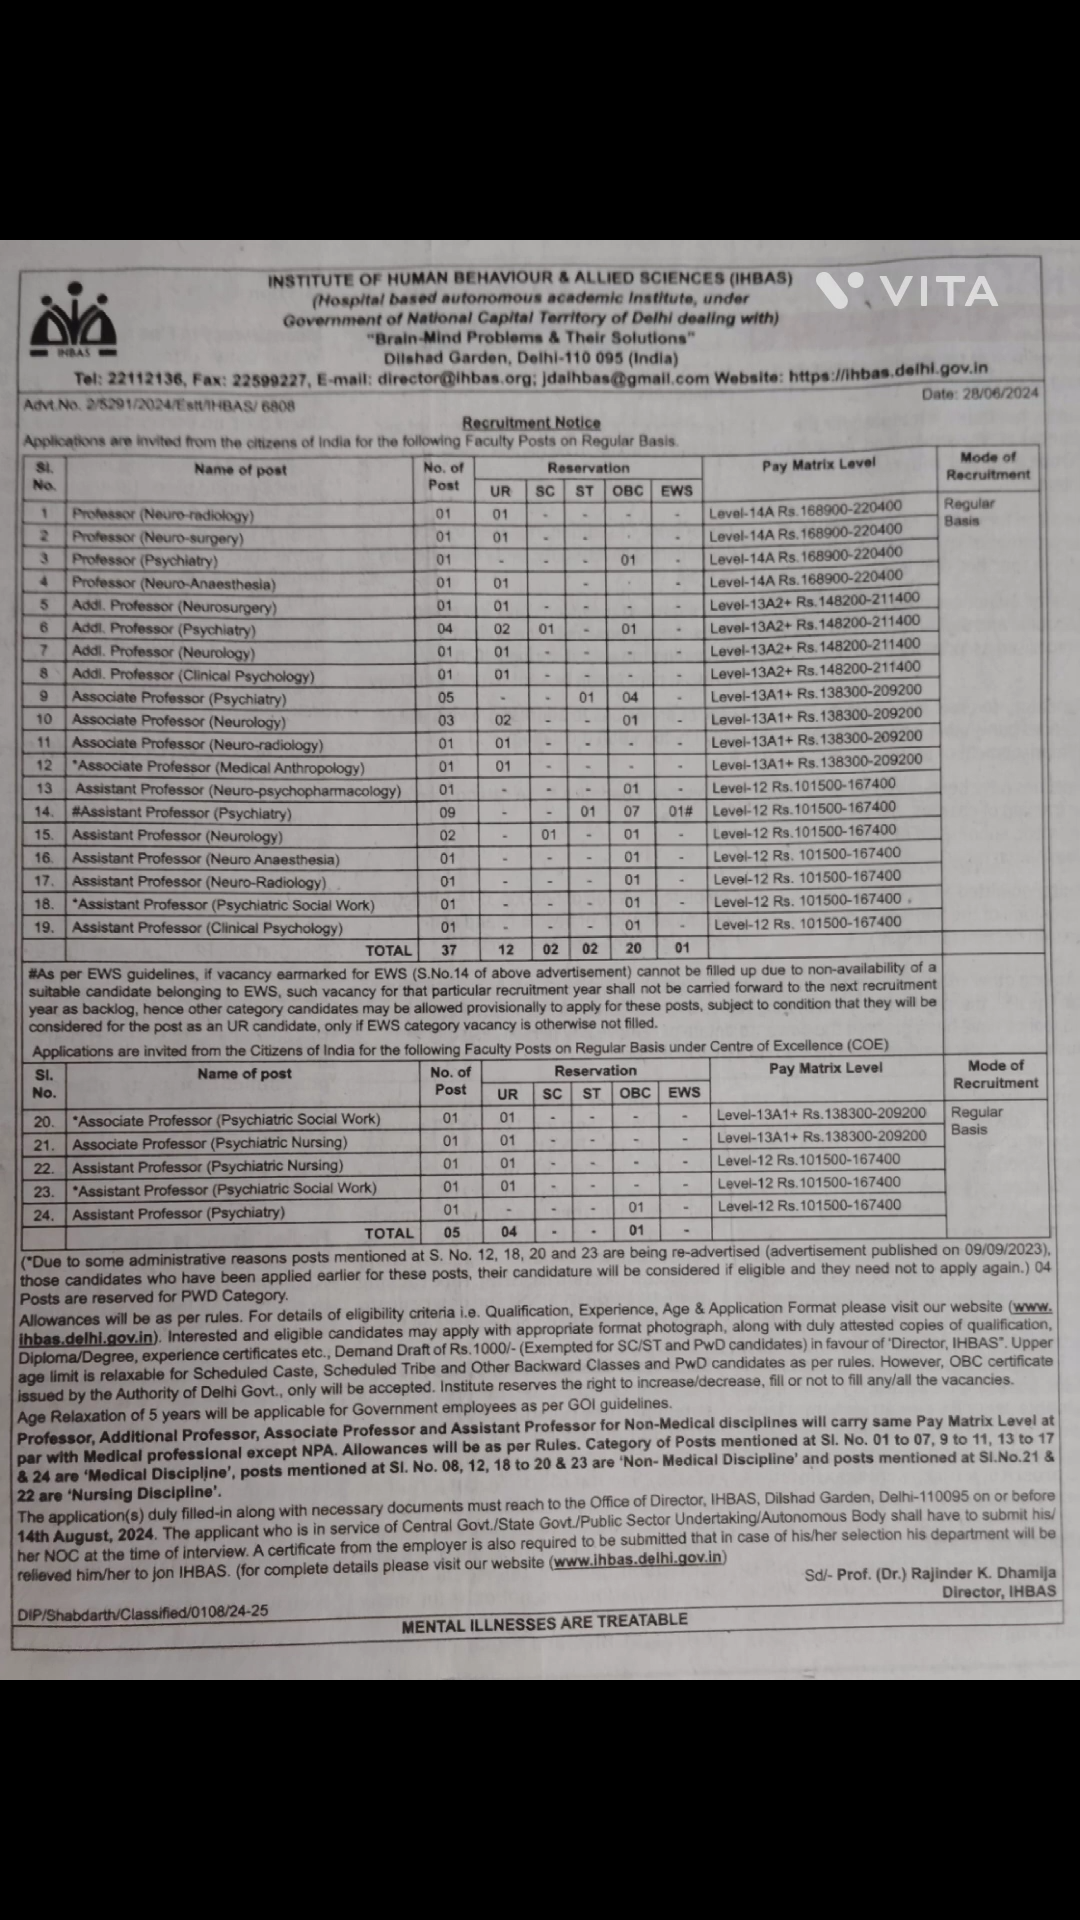 VITA
INSTITUTE OF HUMAN BEHAVIOUR & ALLIED SCIENCES (IHBAS)
(Hospital based autonomous academic Institute, under
Government of National Capital Territory of Delhi dealing with)
"Brain-Mind Problems & Their Solutions"
Dilshad Garden, Delhi-110 095 (India)
IHBAS
Tel: 22112136, Fax: 22599227, E-mail: director@ihbas.org; jdaihbas@gmail.com Website: https://ihbas.delhi.gov.in
Advt.No. 2/5291/2024/Estt/IHBAS/ 6808 Date: 28/06/2024
Recruitment Notice
Applications are invited from the citizens of India for the following Faculty Posts on Regular Basis.
Sl. No. Name of post No. of Post Reservation Pay Matrix Level Mode of Recruitment
UR SC ST OBC EWS
1 Professor (Neuro-radiology) 01 01 - - - - Level-14A Rs.168900-220400 Regular Basis
2 Professor (Neuro-surgery) 01 01 - - - - Level-14A Rs.168900-220400
3 Professor (Psychiatry) 01 - - - 01 - Level-14A Rs.168900-220400
4 Professor (Neuro-Anaesthesia) 01 01 - - - Level-14A Rs.168900-220400
5 Addl. Professor (Neurosurgery) 01 01 - - - - Level-13A2+ Rs.148200-211400
6 Addl. Professor (Psychiatry) 04 02 01 - 01 - Level-13A2+ Rs.148200-211400
7 Addl. Professor (Neurology) 01 01 - - - - Level-13A2+ Rs.148200-211400
8 Addl. Professor (Clinical Psychology) 01 01 - - - - Level-13A2+ Rs.148200-211400
9 Associate Professor (Psychiatry) 05 - - 01 04 - Level-13A1+ Rs.138300-209200
10 Associate Professor (Neurology) 03 02 - - 01 - Level-13A1+ Rs.138300-209200
11 Associate Professor (Neuro-radiology) 01 01 - - - - Level-13A1+ Rs.138300-209200
12 *Associate Professor (Medical Anthropology) 01 01 - - - - Level-13A1+ Rs.138300-209200
13 Assistant Professor (Neuro-psychopharmacology) 01 - - - 01 - Level-12 Rs.101500-167400
14. #Assistant Professor (Psychiatry) 09 - - 01 07 01# Level-12 Rs.101500-167400
15. Assistant Professor (Neurology) 02 - 01 - 01 - Level-12 Rs.101500-167400
16. Assistant Professor (Neuro Anaesthesia) 01 - - - 01 - Level-12 Rs. 101500-167400
17. Assistant Professor (Neuro-Radiology) 01 - - - 01 - Level-12 Rs. 101500-167400
18. *Assistant Professor (Psychiatric Social Work) 01 - - - 01 - Level-12 Rs. 101500-167400
19. Assistant Professor (Clinical Psychology) 01 - - - 01 - Level-12 Rs. 101500-167400
TOTAL 37 12 02 02 20 01
#As per EWS guidelines, if vacancy earmarked for EWS (S.No.14 of above advertisement) cannot be filled up due to non-availability of a
suitable candidate belonging to EWS, such vacancy for that particular recruitment year shall not be carried forward to the next recruitment
year as backlog, hence other category candidates may be allowed provisionally to apply for these posts, subject to condition that they will be
considered for the post as an UR candidate, only if EWS category vacancy is otherwise not filled.
Applications are invited from the Citizens of India for the following Faculty Posts on Regular Basis under Centre of Excellence (COE)
Sl. No. Name of post No. of Post Reservation Pay Matrix Level Mode of Recruitment
UR SC ST OBC EWS
20. *Associate Professor (Psychiatric Social Work) 01 01 - - - - Level-13A1+ Rs.138300-209200 Regular Basis
21. Associate Professor (Psychiatric Nursing) 01 01 - - - - Level-13A1+ Rs.138300-209200
22. Assistant Professor (Psychiatric Nursing) 01 01 - - - - Level-12 Rs.101500-167400
23. *Assistant Professor (Psychiatric Social Work) 01 01 - - - - Level-12 Rs.101500-167400
24. Assistant Professor (Psychiatry) 01 - - - 01 - Level-12 Rs.101500-167400
TOTAL 05 04 - - 01 -
(*Due to some administrative reasons posts mentioned at S. No. 12, 18, 20 and 23 are being re-advertised (advertisement published on 09/09/2023),
those candidates who have been applied earlier for these posts, their candidature will be considered if eligible and they need not to apply again.) 04
Posts are reserved for PWD Category.
Allowances will be as per rules. For details of eligibility criteria i.e. Qualification, Experience, Age & Application Format please visit our website (www.
ihbas.delhi.gov.in). Interested and eligible candidates may apply with appropriate format photograph, along with duly attested copies of qualification,
Diploma/Degree, experience certificates etc., Demand Draft of Rs.1000/- (Exempted for SC/ST and PwD candidates) in favour of 'Director, IHBAS". Upper
age limit is relaxable for Scheduled Caste, Scheduled Tribe and Other Backward Classes and PwD candidates as per rules. However, OBC certificate
issued by the Authority of Delhi Govt., only will be accepted. Institute reserves the right to increase/decrease, fill or not to fill any/all the vacancies.
Age Relaxation of 5 years will be applicable for Government employees as per GOI guidelines.
Professor, Additional Professor, Associate Professor and Assistant Professor for Non-Medical disciplines will carry same Pay Matrix Level at
par with Medical professional except NPA. Allowances will be as per Rules. Category of Posts mentioned at Sl. No. 01 to 07, 9 to 11, 13 to 17
& 24 are 'Medical Discipline', posts mentioned at Sl. No. 08, 12, 18 to 20 & 23 are 'Non- Medical Discipline' and posts mentioned at Sl.No.21 &
22 are 'Nursing Discipline'.
The application(s) duly filled-in along with necessary documents must reach to the Office of Director, IHBAS, Dilshad Garden, Delhi-110095 on or before
14th August, 2024. The applicant who is in service of Central Govt./State Govt./Public Sector Undertaking/Autonomous Body shall have to submit his/
her NOC at the time of interview. A certificate from the employer is also required to be submitted that in case of his/her selection his department will be
relieved him/her to jon IHBAS. (for complete details please visit our website (www.ihbas.delhi.gov.in)
Sd/- Prof. (Dr.) Rajinder K. Dhamija
Director, IHBAS
DIP/Shabdarth/Classified/0108/24-25
MENTAL ILLNESSES ARE TREATABLE